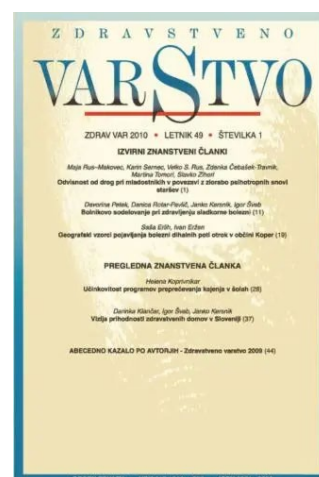 ZDRAVSTVENO
VARSTVO
ZDRAV VAR 2010 • LETNIK 49 • ŠTEVILKA 1
IZVIRNI ZNANSTVENI ČLANKI
Maja Rus–Makovec, Karin Sernec, Velko S. Rus, Zdenka Čebašek-Travnik,
Martina Tomori, Slavko Ziherl
Odvisnost od drog pri mladostnikih v povezavi z zlorabo psihotropnih snovi
staršev (1)
Davorina Petek, Danica Rotar-Pavlič, Janko Kersnik, Igor Švab
Bolnikovo sodelovanje pri zdravljenju sladkorne bolezni (11)
Saša Erlih, Ivan Eržen
Geografski vzorci pojavljanja bolezni dihalnih poti otrok v občini Koper (19)
PREGLEDNA ZNANSTVENA ČLANKA
Helena Koprivnikar
Učinkovitost programov preprečevanja kajenja v šolah (28)
Darinka Klančar, Igor Švab, Janko Kersnik
Vizija prihodnosti zdravstvenih domov v Sloveniji (37)
ABECEDNO KAZALO PO AVTORJIH - Zdravstveno varstvo 2009 (44)